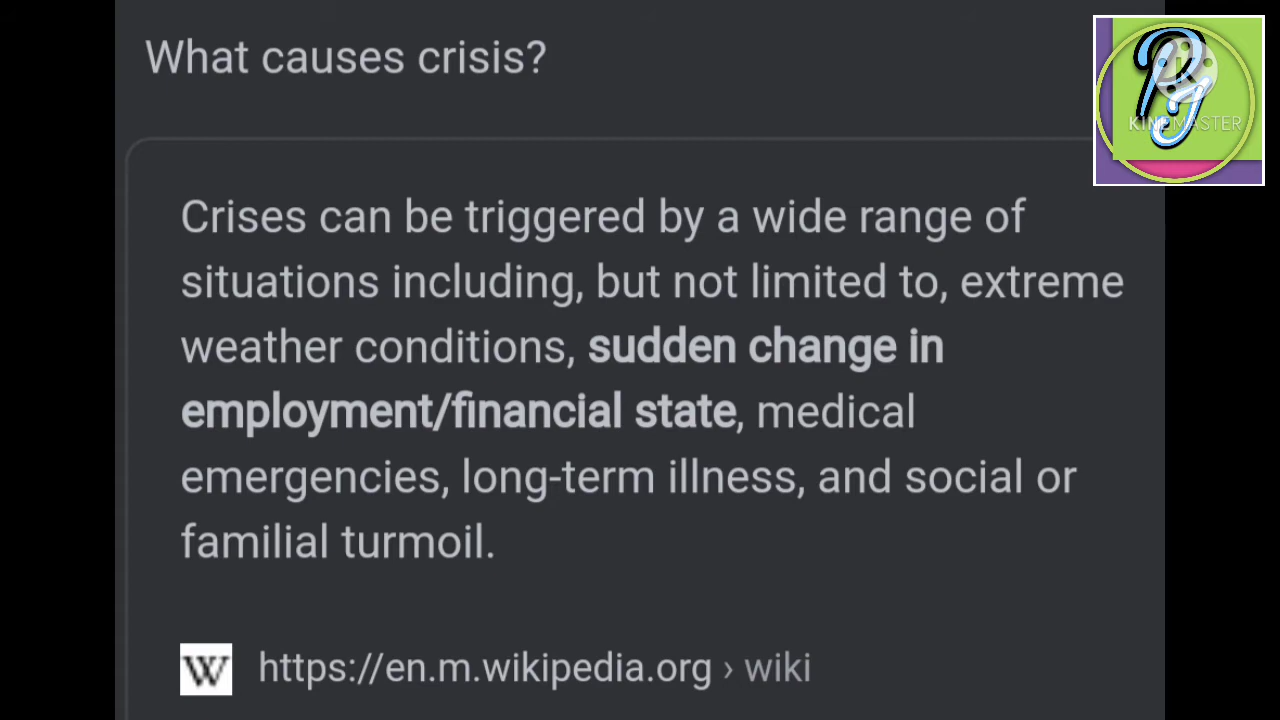 What causes crisis?
KINEMASTER
Crises can be triggered by a wide range of
situations including, but not limited to, extreme
weather conditions, sudden change in
employment/financial state, medical
emergencies, long-term illness, and social or
familial turmoil.
W https://en.m.wikipedia.org › wiki